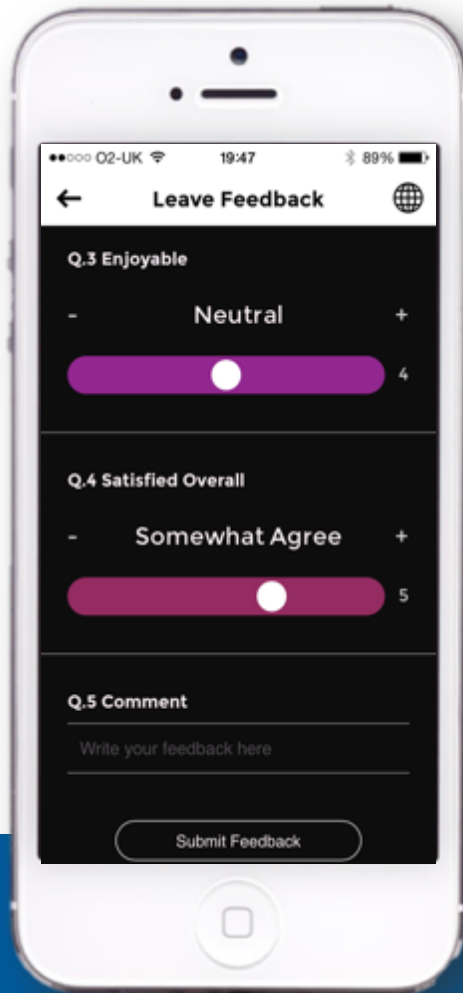 O2-UK 19:47 89%
Leave Feedback
Q.3 Enjoyable
- Neutral +
4
Q.4 Satisfied Overall
- Somewhat Agree +
5
Q.5 Comment
Write your feedback here
Submit Feedback